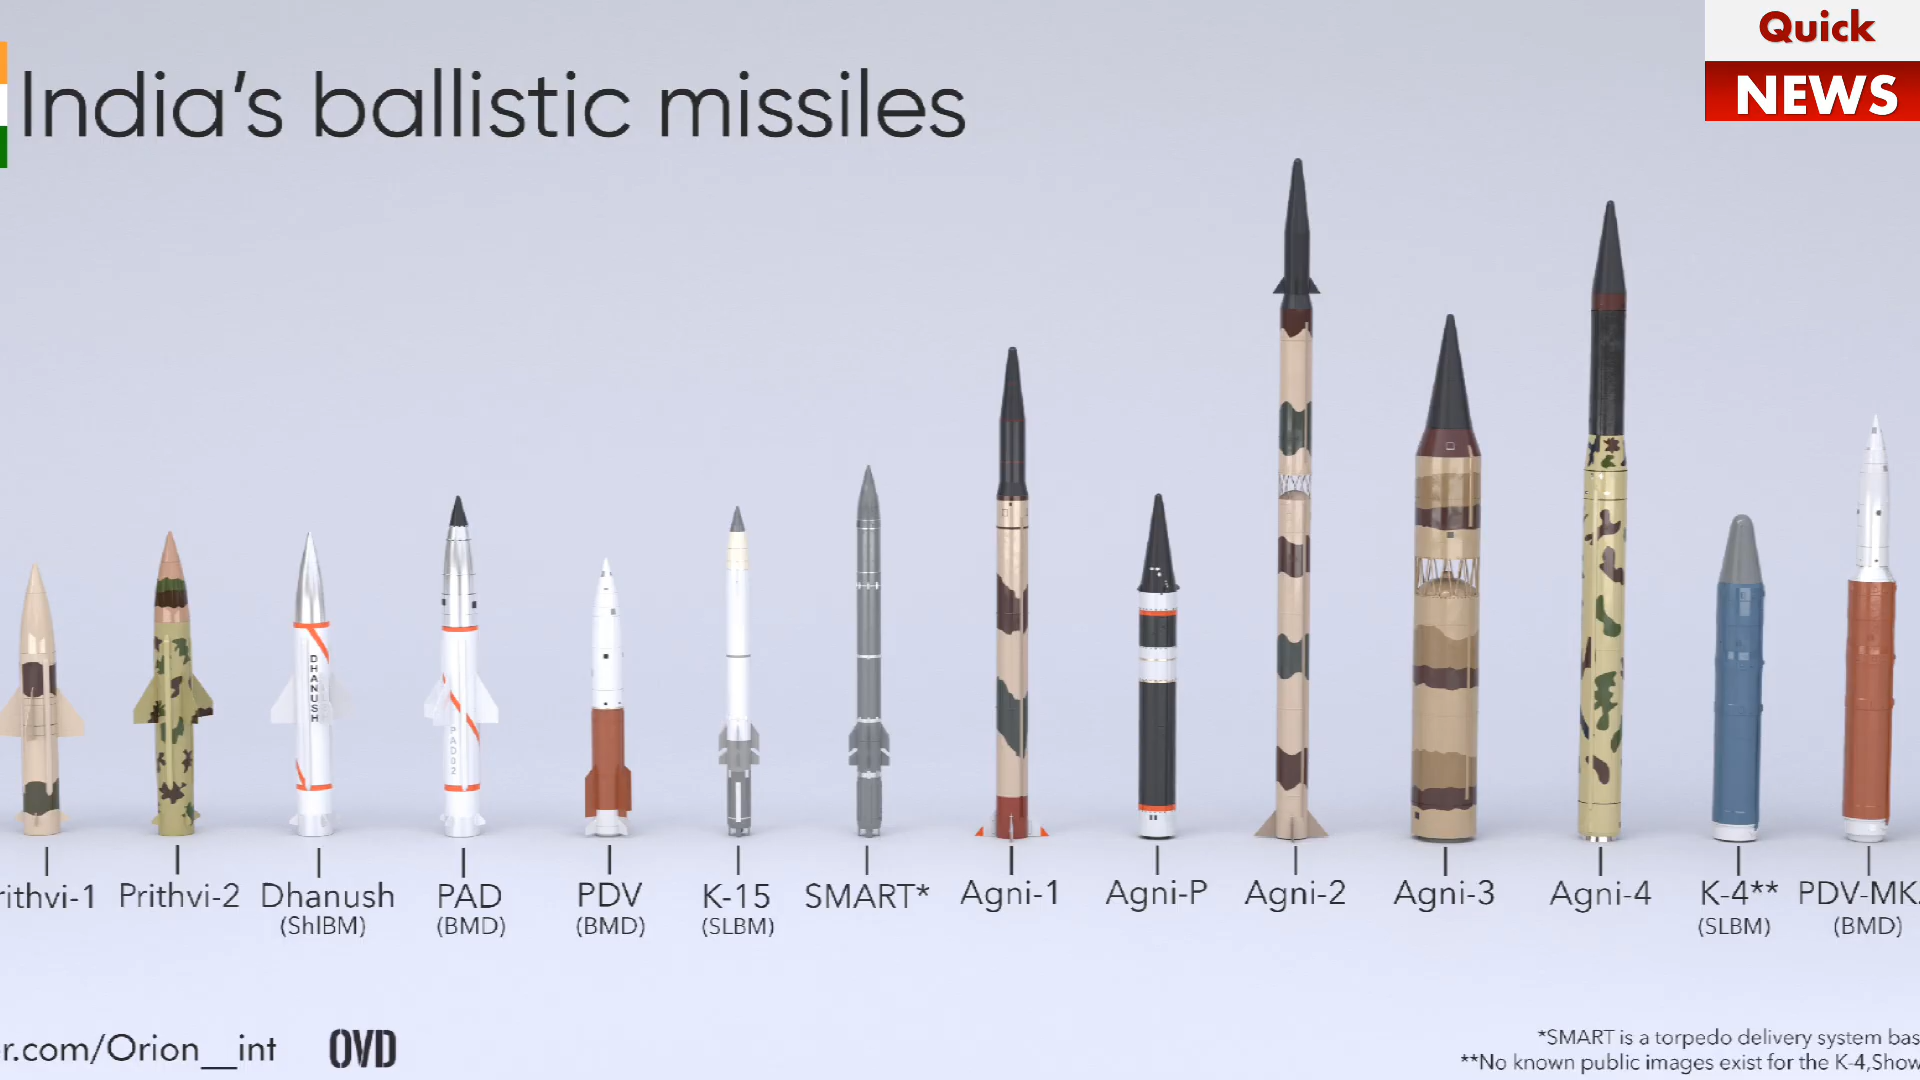 Quick
NEWS
India's ballistic missiles
DHANUSH
PAD02
rithvi-1 Prithvi-2 Dhanush PAD PDV K-15 SMART* Agni-1 Agni-P Agni-2 Agni-3 Agni-4 K-4** PDV-MK
(ShIBM) (BMD) (BMD) (SLBM) (SLBM) (BMD)
r.com/Orion__int OVD
*SMART is a torpedo delivery system bas
**No known public images exist for the K-4,Show